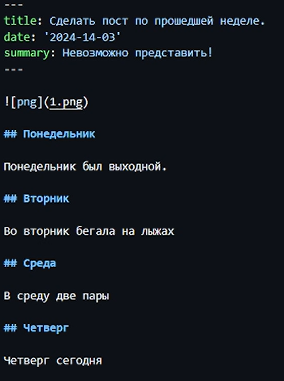 ---
title: Сделать пост по прошедшей неделе.
date: '2024-14-03'
summary: Невозможно представить!
---
![png](1.png)
## Понедельник
Понедельник был выходной.
## Вторник
Во вторник бегала на лыжах
## Среда
В среду две пары
## Четверг
Четверг сегодня